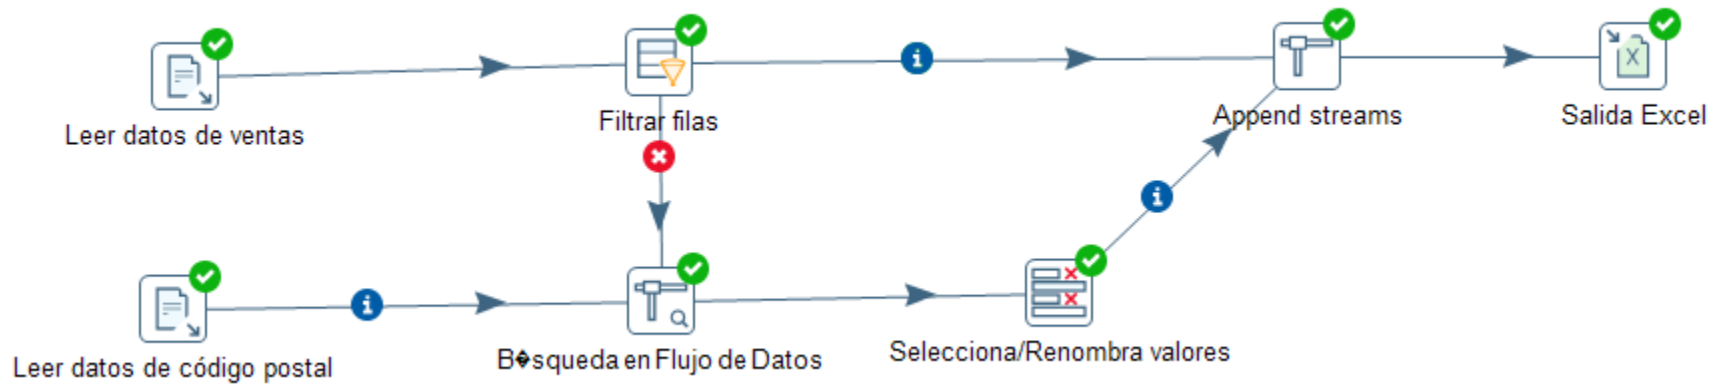 Leer datos de ventas
Filtrar filas
Append streams
Salida Excel
Leer datos de código postal
B�squeda en Flujo de Datos
Selecciona/Renombra valores